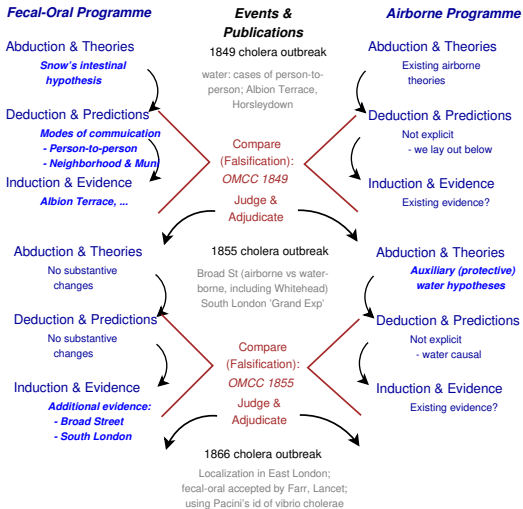 Fecal-Oral Programme
Abduction & Theories
Snow's intestinal
hypothesis
Deduction & Predictions
Modes of commuication
- Person-to-person
- Neighborhood & Mun
Induction & Evidence
Albion Terrace, ...
Abduction & Theories
No substantive
changes
Deduction & Predictions
No substantive
changes
Induction & Evidence
Additional evidence:
- Broad Street
- South London
Events &
Publications
1849 cholera outbreak
water: cases of person-to-
person; Albion Terrace,
Horsleydown
Compare
(Falsification):
OMCC 1849
Judge &
Adjudicate
1855 cholera outbreak
Broad St (airborne vs water-
borne, including Whitehead)
South London 'Grand Exp'
Compare
(Falsification):
OMCC 1855
Judge &
Adjudicate
1866 cholera outbreak
Localization in East London;
fecal-oral accepted by Farr, Lancet;
using Pacini's id of vibrio cholerae
Airborne Programme
Abduction & Theories
Existing airborne
theories
Deduction & Predictions
Not explicit
- we lay out below
Induction & Evidence
Existing evidence?
Abduction & Theories
Auxiliary (protective)
water hypotheses
Deduction & Predictions
Not explicit
- water causal
Induction & Evidence
Existing evidence?